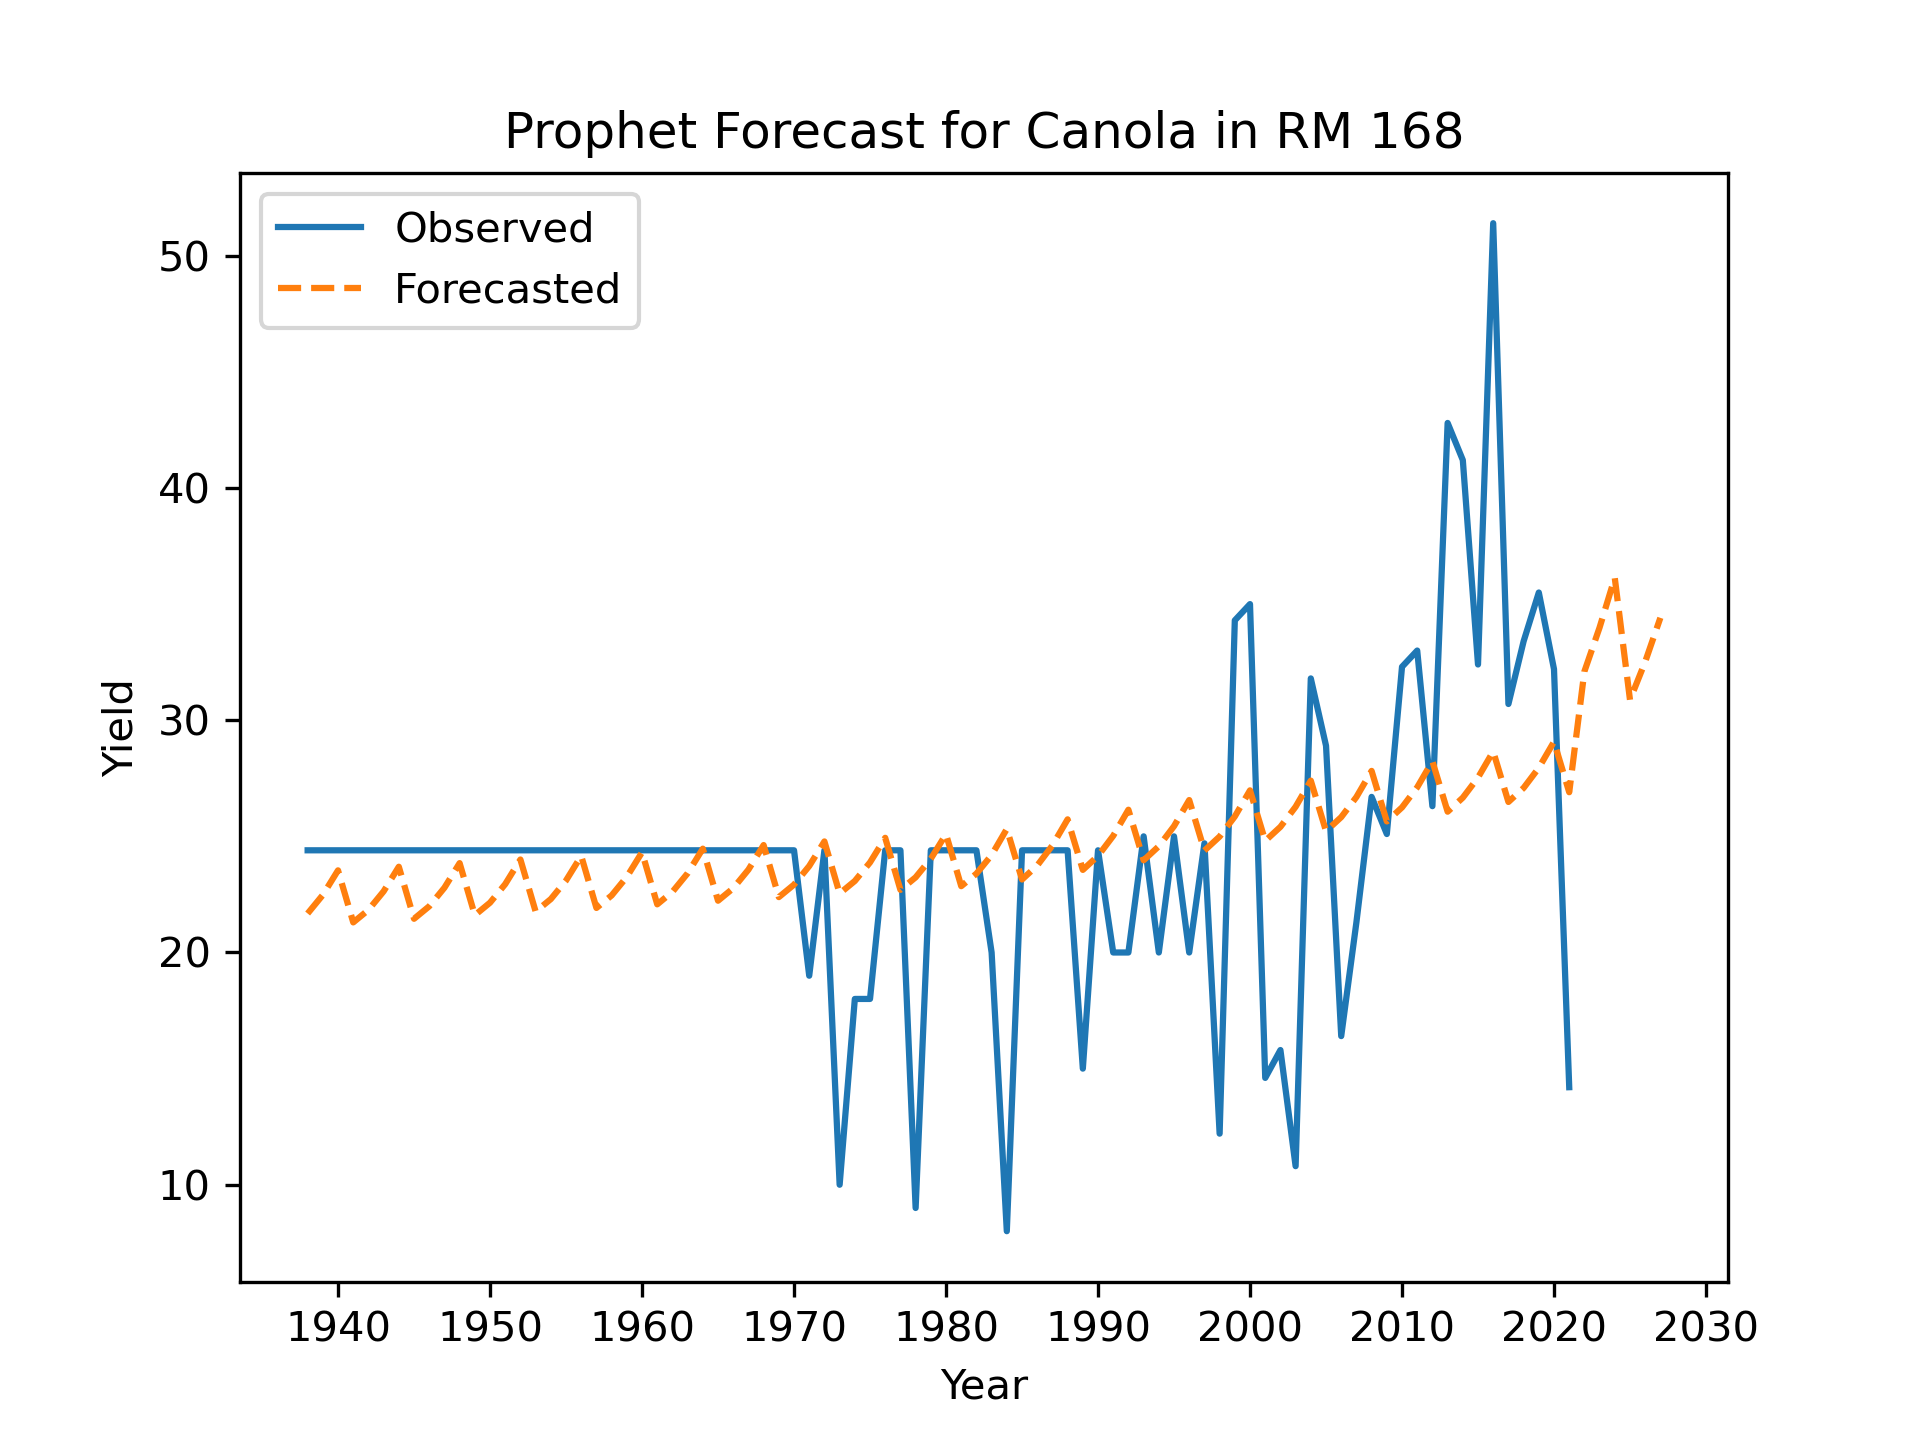 Prophet Forecast for Canola in RM 168
Observed
Forecasted
50
40
30
20
10
Yield
1940 1950 1960 1970 1980 1990 2000 2010 2020 2030
Year